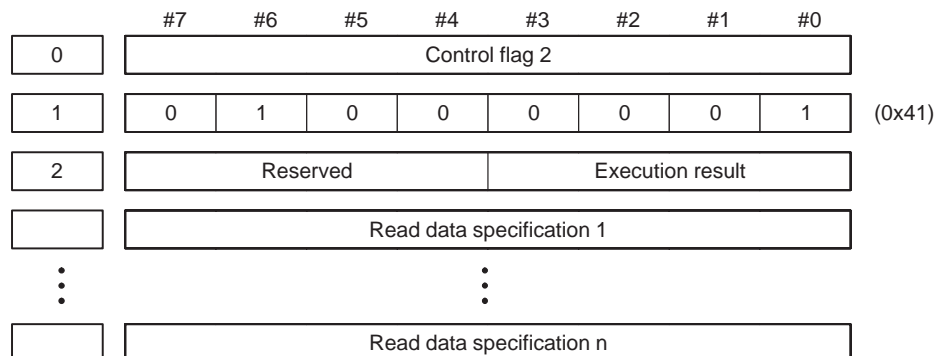 #7 #6 #5 #4 #3 #2 #1 #0
0 Control flag 2
1 0 1 0 0 0 0 0 1 (0x41)
2 Reserved Execution result
Read data specification 1
Read data specification n